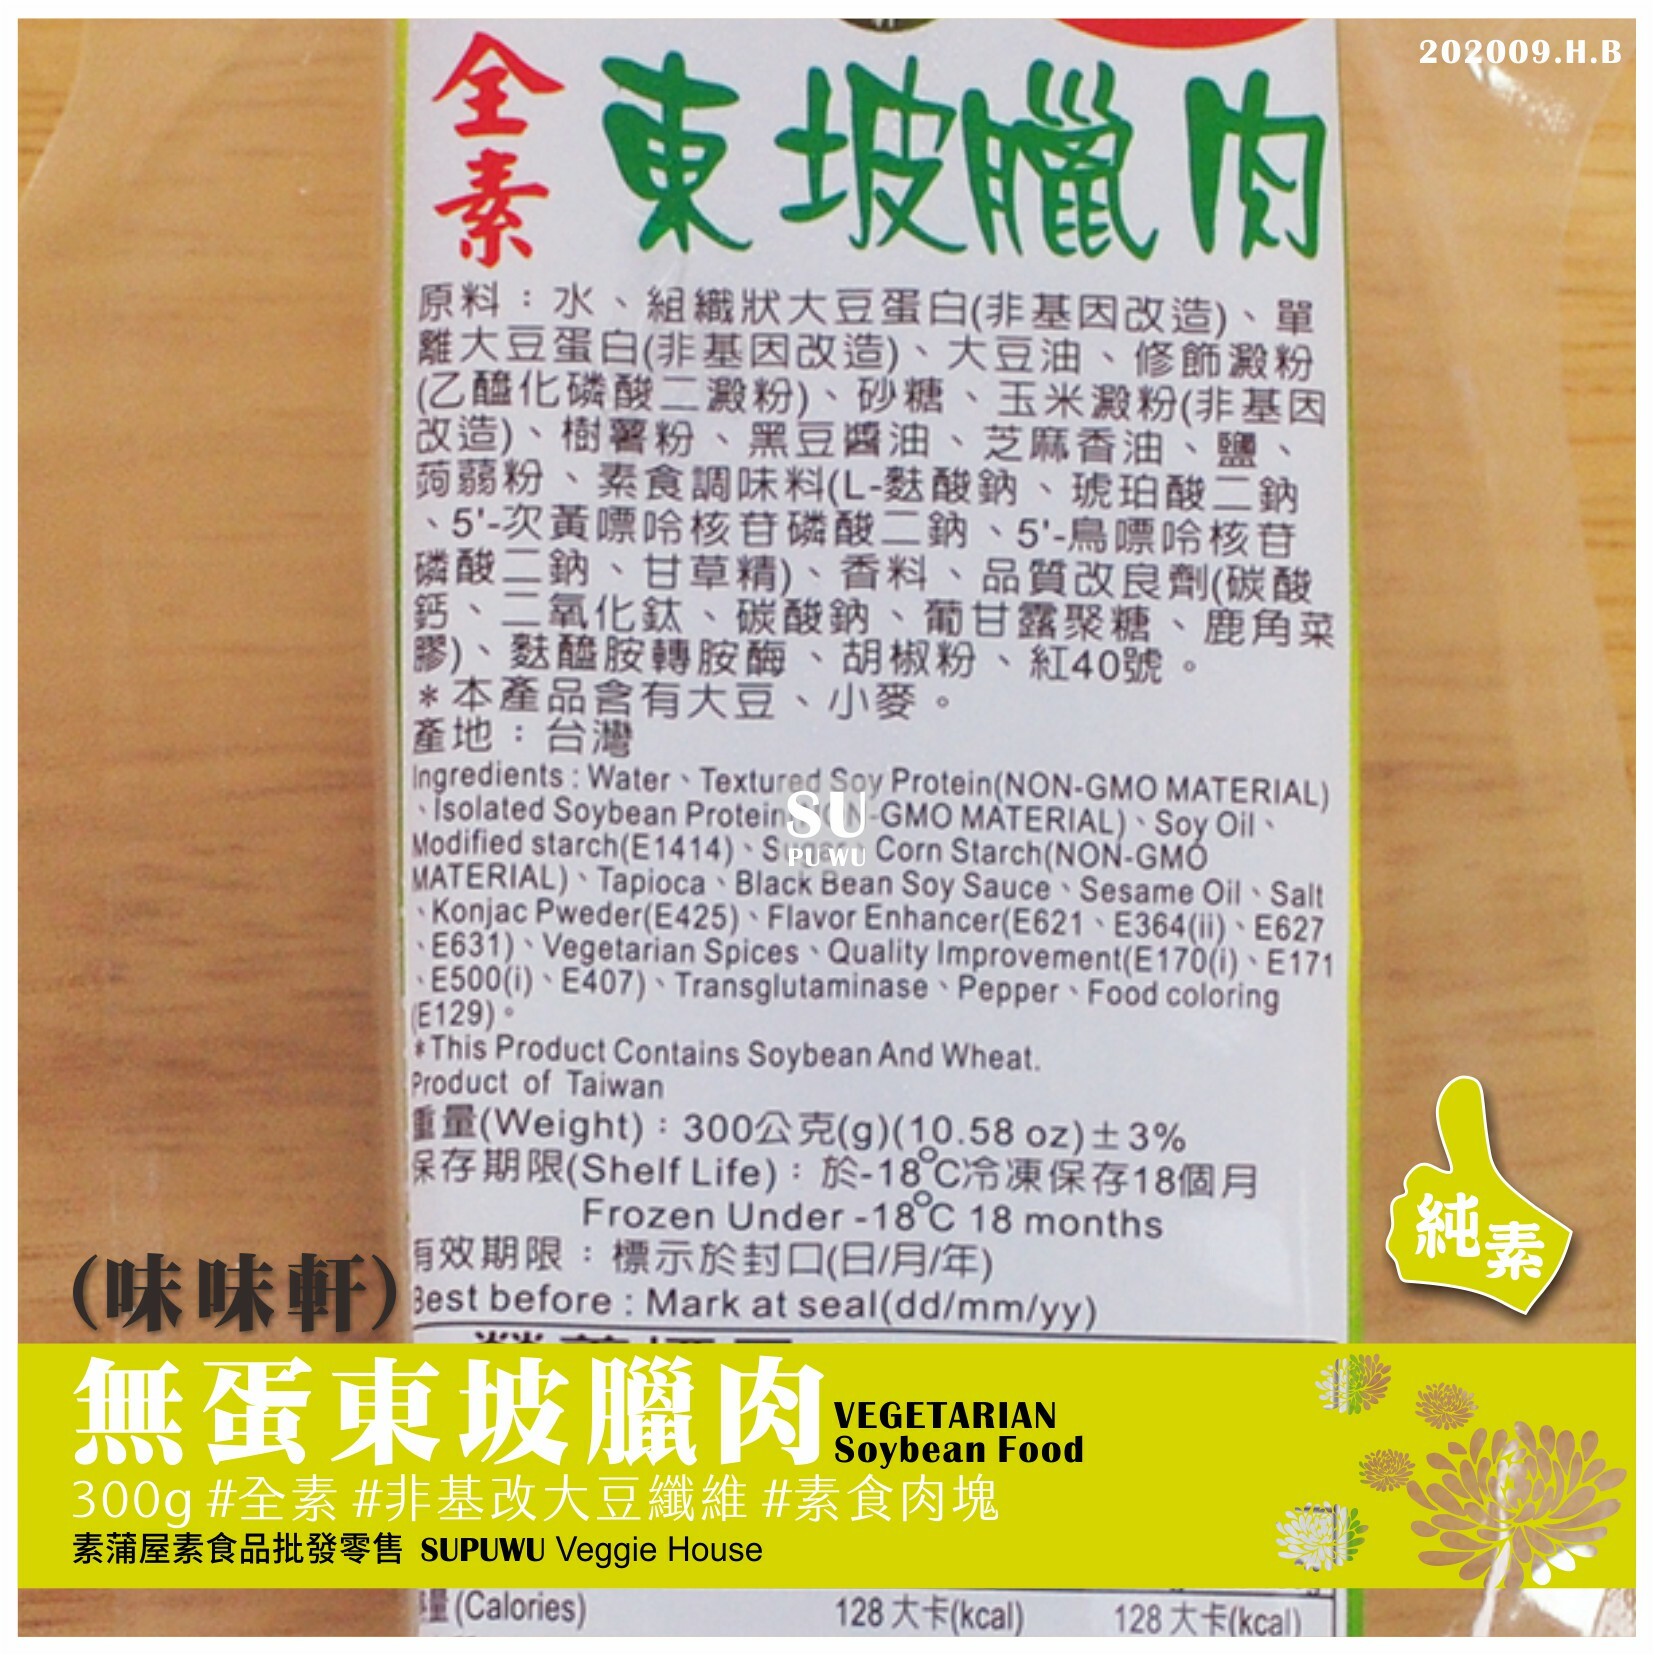 202009.H.B
全素 東坡臘肉
原料：水、組織狀大豆蛋白(非基因改造)、單
離大豆蛋白(非基因改造)、大豆油、修飾澱粉
(乙醯化磷酸二澱粉)、砂糖、玉米澱粉(非基因
改造)、樹薯粉、黑豆醬油、芝麻香油、鹽、
蒟蒻粉、素食調味料(L-麩酸鈉、琥珀酸二鈉
、5'-次黃嘌呤核苷磷酸二鈉、5'-鳥嘌呤核苷
磷酸二鈉、甘草精)、香料、品質改良劑(碳酸
鈣、二氧化鈦、碳酸鈉、葡甘露聚糖、鹿角菜
膠)、麩醯胺轉胺酶、胡椒粉、紅40號。
*本產品含有大豆、小麥。
產地：台灣
Ingredients : Water、Textured Soy Protein(NON-GMO MATERIAL)
、Isolated Soybean Protein(NON-GMO MATERIAL)、Soy Oil、
Modified starch(E1414)、 Corn Starch(NON-GMO
MATERIAL)、Tapioca、Black Bean Soy Sauce、Sesame Oil、Salt
、Konjac Pweder(E425)、Flavor Enhancer(E621、E364(ii)、E627
、E631)、Vegetarian Spices、Quality Improvement(E170(i)、E171
、E500(i)、E407)、Transglutaminase、Pepper、Food coloring
(E129)。
*This Product Contains Soybean And Wheat.
Product of Taiwan
SU
PU WU
重量(Weight)：300公克(g)(10.58 oz)±3%
保存期限(Shelf Life)：於-18°C冷凍保存18個月
Frozen Under -18°C 18 months
有效期限：標示於封口(日/月/年)
Best before : Mark at seal(dd/mm/yy)
純素
(味味軒)
無蛋東坡臘肉 VEGETARIAN
Soybean Food
300g #全素 #非基改大豆纖維 #素食肉塊
素蒲屋素食品批發零售 SUPUWU Veggie House
量(Calories) 128大卡(kcal) 128大卡(kcal)